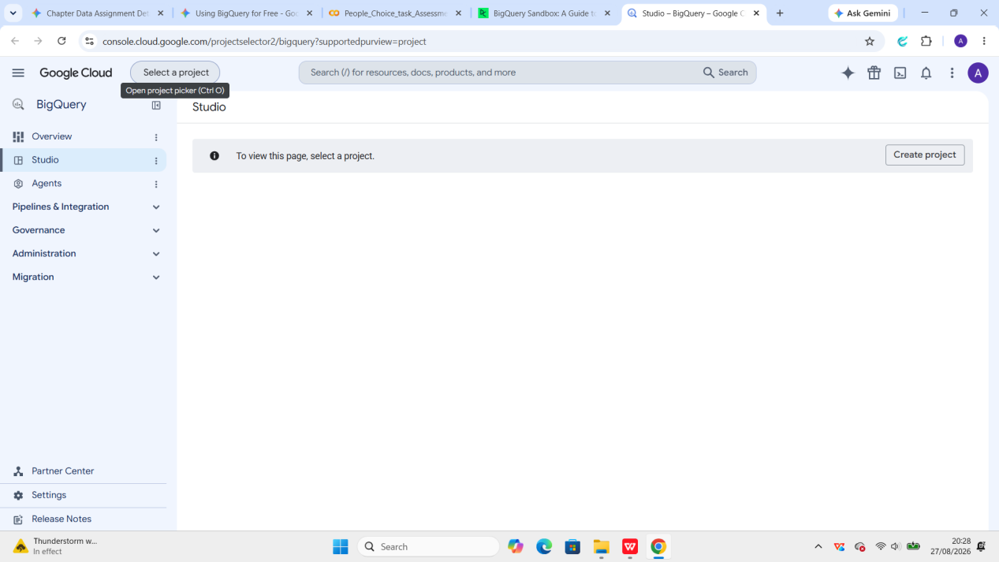 Chapter Data Assignment Det
Using BigQuery for Free - Goo
People_Choice_task_Assessme
BigQuery Sandbox: A Guide to
Studio – BigQuery – Google C
Ask Gemini
console.cloud.google.com/projectselector2/bigquery?supportedpurview=project
A
Google Cloud
Select a project
Search (/) for resources, docs, products, and more
Search
A
Open project picker (Ctrl O)
BigQuery
Studio
Overview
To view this page, select a project.
Create project
Studio
Agents
Pipelines & Integration
Governance
Administration
Migration
Partner Center
Settings
Release Notes
Thunderstorm w...
In effect
Search
20:28
27/08/2026